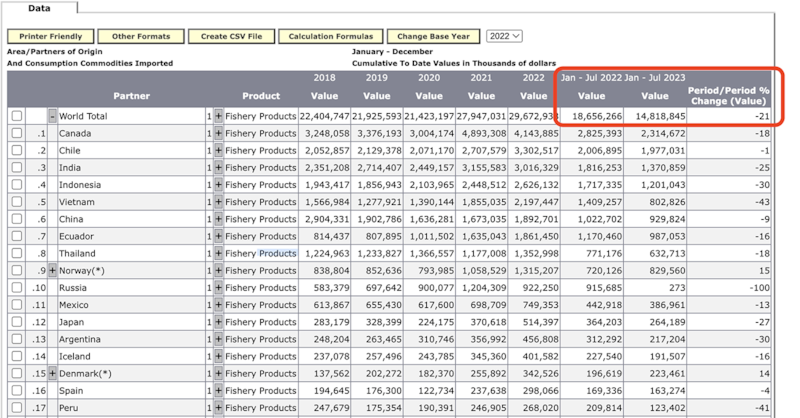 Data
Printer Friendly Other Formats Create CSV File Calculation Formulas Change Base Year 2022
Area/Partners of Origin January - December
And Consumption Commodities Imported Cumulative To Date Values in Thousands of dollars
2018 2019 2020 2021 2022 Jan - Jul 2022 Jan - Jul 2023
Partner Product Value Value Value Value Value Value Value Period/Period % Change (Value)
- World Total 1 + Fishery Products 22,404,747 21,925,593 21,423,197 27,947,031 29,672,938 18,656,266 14,818,845 -21
.1 Canada 1 + Fishery Products 3,248,058 3,376,193 3,004,174 4,893,308 4,143,885 2,825,393 2,314,672 -18
.2 Chile 1 + Fishery Products 2,052,857 2,129,378 2,071,170 2,707,579 3,302,517 2,006,895 1,977,031 -1
.3 India 1 + Fishery Products 2,351,208 2,714,407 2,449,157 3,155,583 3,016,329 1,816,253 1,370,859 -25
.4 Indonesia 1 + Fishery Products 1,943,417 1,856,943 2,103,965 2,448,512 2,626,132 1,717,335 1,201,043 -30
.5 Vietnam 1 + Fishery Products 1,566,984 1,277,921 1,390,144 1,855,035 2,197,447 1,409,257 802,826 -43
.6 China 1 + Fishery Products 2,904,331 1,902,786 1,636,281 1,673,035 1,892,701 1,022,702 929,824 -9
.7 Ecuador 1 + Fishery Products 814,437 807,895 1,011,502 1,635,043 1,861,450 1,170,460 987,053 -16
.8 Thailand 1 + Fishery Products 1,224,963 1,233,827 1,366,557 1,177,008 1,352,998 771,176 632,713 -18
.9 + Norway(*) 1 + Fishery Products 838,804 852,636 793,985 1,058,529 1,315,207 720,126 829,560 15
.10 Russia 1 + Fishery Products 583,379 697,642 900,077 1,204,309 922,250 915,685 273 -100
.11 Mexico 1 + Fishery Products 613,867 655,430 617,600 698,709 749,353 442,918 386,961 -13
.12 Japan 1 + Fishery Products 283,179 328,399 224,175 370,618 514,397 364,203 264,189 -27
.13 Argentina 1 + Fishery Products 248,204 263,465 310,746 356,992 456,808 312,292 217,204 -30
.14 Iceland 1 + Fishery Products 237,078 257,496 243,785 345,360 401,582 227,540 191,507 -16
.15 + Denmark(*) 1 + Fishery Products 137,562 202,272 182,370 255,892 342,526 196,619 223,461 14
.16 Spain 1 + Fishery Products 194,645 176,300 122,734 237,638 298,066 169,336 163,274 -4
.17 Peru 1 + Fishery Products 247,679 175,354 190,391 246,905 268,020 209,814 123,402 -41